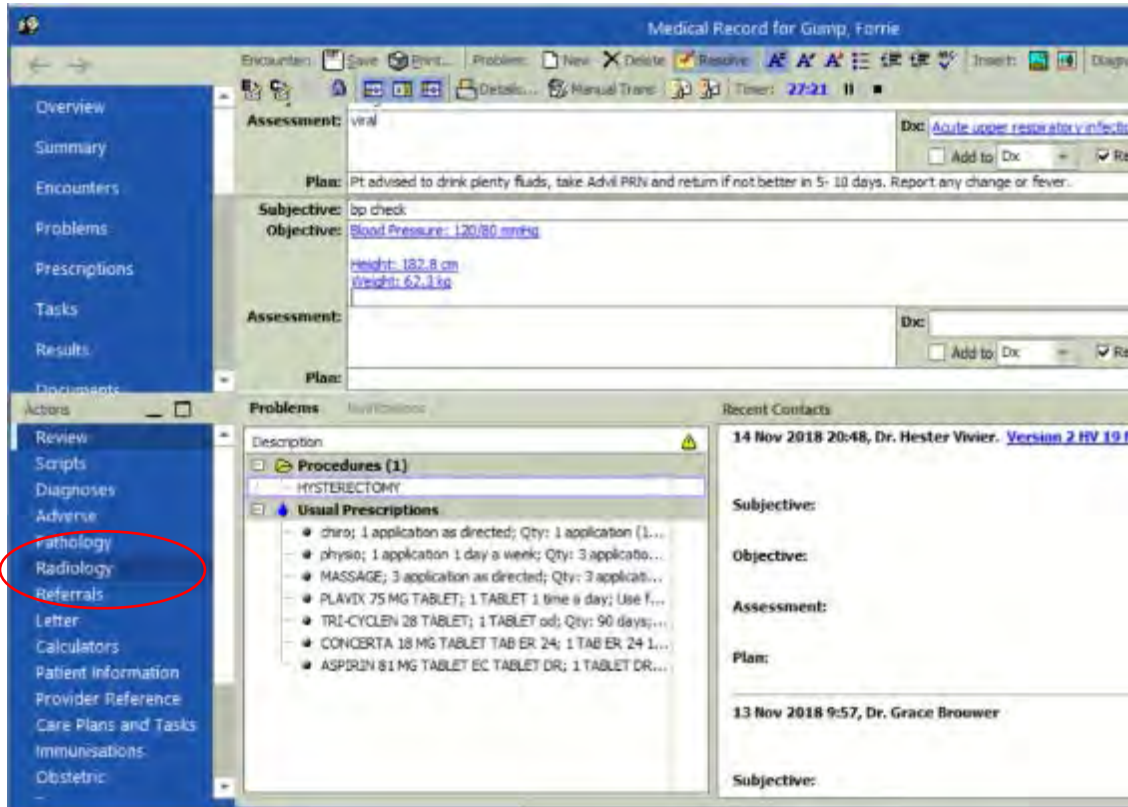 Medical Record for Gump, Forrie
Encounter: Save Print... Problem: New Delete Resolve Insert:
Details... Manual Trans Timer: 27:21
Overview
Summary
Encounters
Problems
Prescriptions
Tasks
Results
Documents
Assessment: viral
Dx: Acute upper respiratory infectio
Add to Dx Re
Plan: Pt advised to drink plenty fluids, take Advil PRN and return if not better in 5- 10 days. Report any change or fever.
Subjective: bp check
Objective: Blood Pressure: 120/80 mmHg
Height: 182.8 cm
Weight: 62.3 kg
Assessment:
Dx:
Add to Dx Re
Plan:
Actions
Review
Scripts
Diagnoses
Adverse
Pathology
Radiology
Referrals
Letter
Calculators
Patient Information
Provider Reference
Care Plans and Tasks
Immunisations
Obstetric
Problems
Description
Procedures (1)
HYSTERECTOMY
Usual Prescriptions
chiro; 1 application as directed; Qty: 1 application (1...
physio; 1 application 1 day a week; Qty: 3 applicatio...
MASSAGE; 3 application as directed; Qty: 3 applicati...
PLAVIX 75 MG TABLET; 1 TABLET 1 time a day; Use f...
TRI-CYCLEN 28 TABLET; 1 TABLET od; Qty: 90 days;...
CONCERTA 18 MG TABLET TAB ER 24; 1 TAB ER 24 1...
ASPIRIN 81 MG TABLET EC TABLET DR; 1 TABLET DR...
Recent Contacts
14 Nov 2018 20:48, Dr. Hester Vivier. Version 2 HV 19
Subjective:
Objective:
Assessment:
Plan:
13 Nov 2018 9:57, Dr. Grace Brouwer
Subjective: